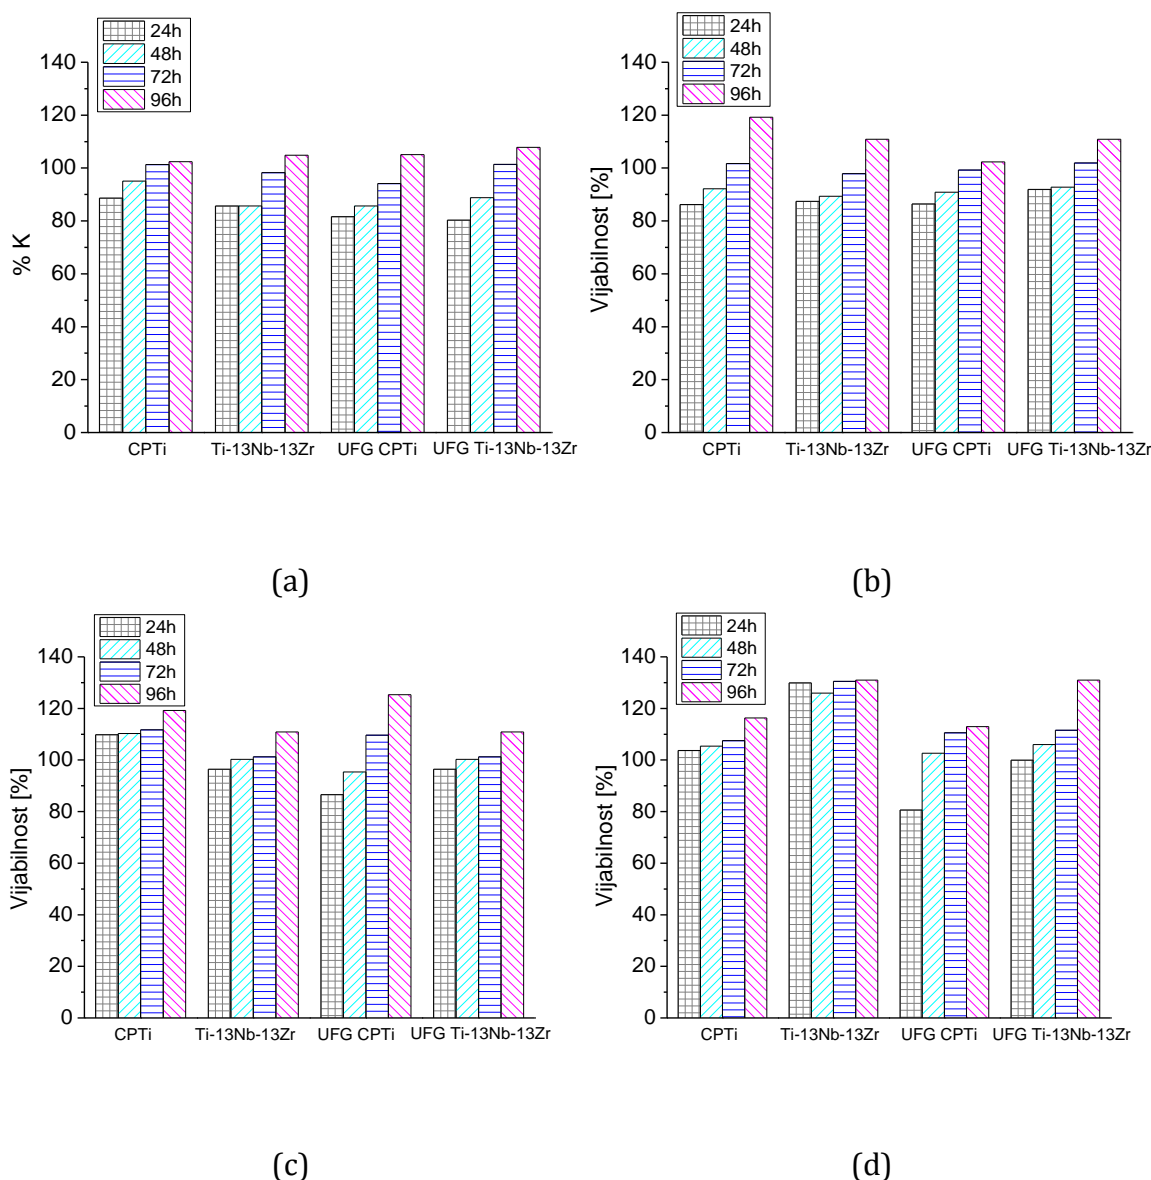 24h
48h
72h
96h
140
120
100
80
60
40
20
0
% K
CPTi
Ti-13Nb-13Zr
UFG CPTi
UFG Ti-13Nb-13Zr
(a)
24h
48h
72h
96h
140
120
100
80
60
40
20
0
Vijabilnost [%]
CPTi
Ti-13Nb-13Zr
UFG CPTi
UFG Ti-13Nb-13Zr
(b)
24h
48h
72h
96h
140
120
100
80
60
40
20
0
Vijabilnost [%]
CPTi
Ti-13Nb-13Zr
UFG CPTi
UFG Ti-13Nb-13Zr
(c)
24h
48h
72h
96h
140
120
100
80
60
40
20
0
Vijabilnost [%]
CPTi
Ti-13Nb-13Zr
UFG CPTi
UFG Ti-13Nb-13Zr
(d)